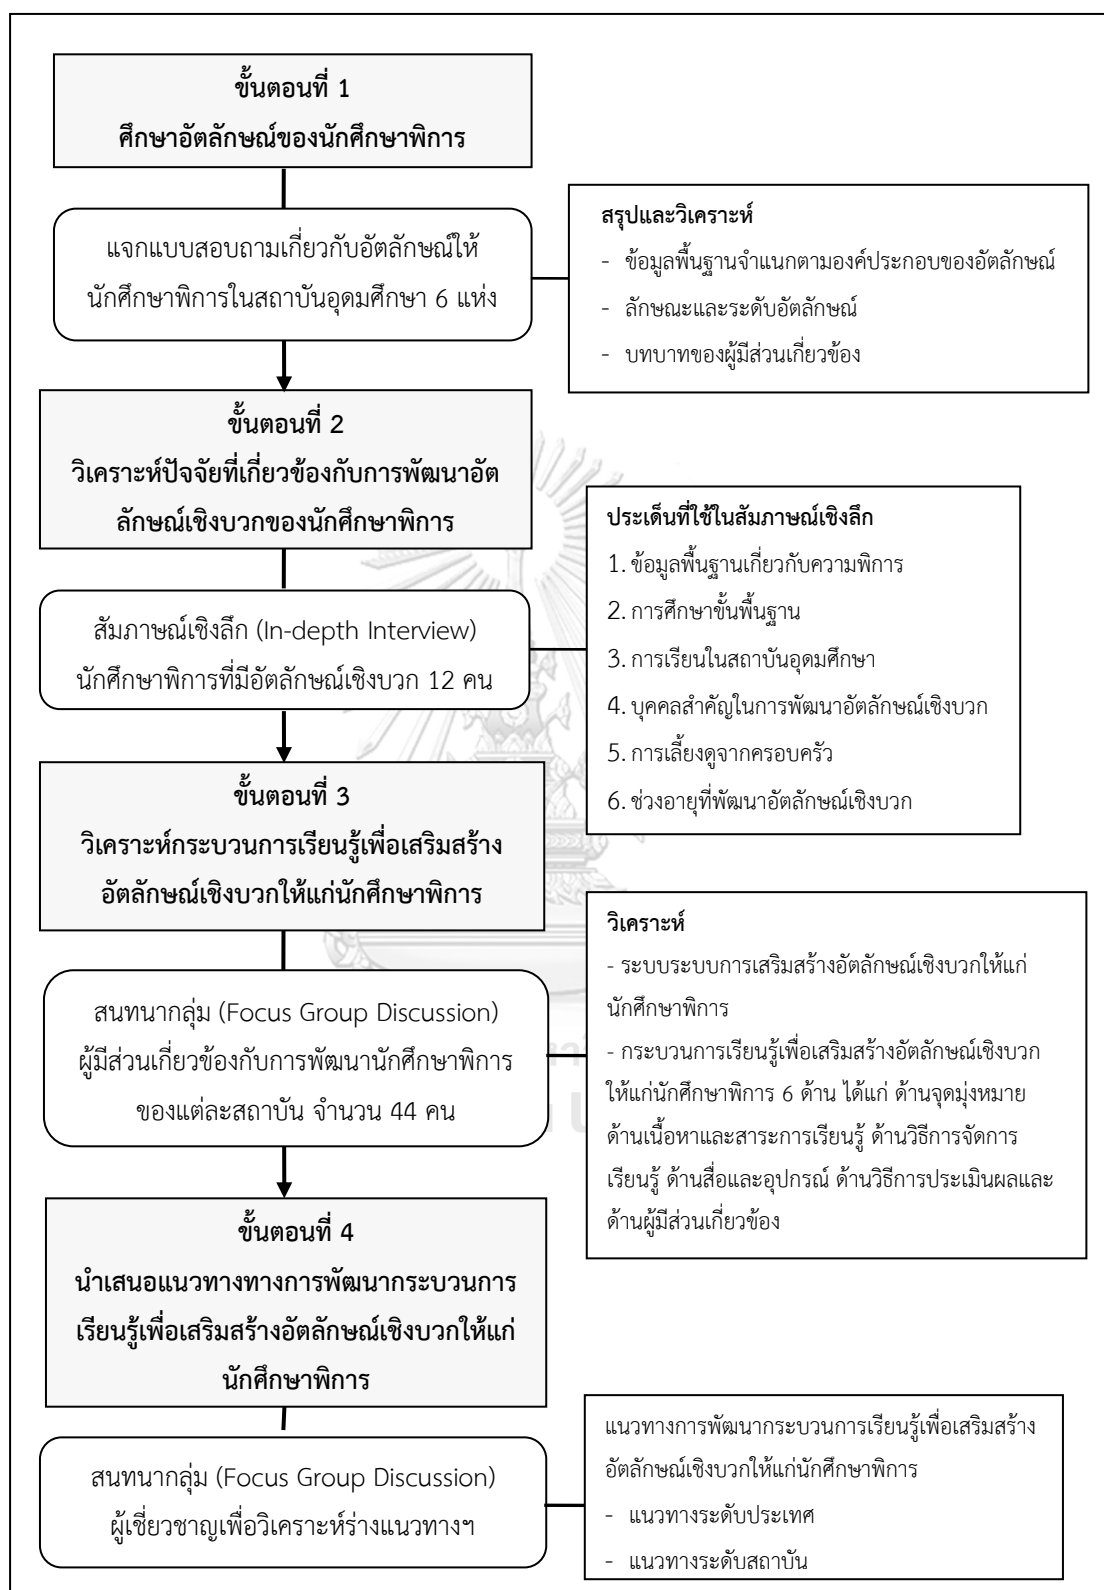 ขั้นตอนที่ 1
ศึกษาอัตลักษณ์ของนักศึกษาพิการ
แจกแบบสอบถามเกี่ยวกับอัตลักษณ์ให้
นักศึกษาพิการในสถาบันอุดมศึกษา 6 แห่ง
สรุปและวิเคราะห์
- ข้อมูลพื้นฐานจำแนกตามองค์ประกอบของอัตลักษณ์
- ลักษณะและระดับอัตลักษณ์
- บทบาทของผู้มีส่วนเกี่ยวข้อง
ขั้นตอนที่ 2
วิเคราะห์ปัจจัยที่เกี่ยวข้องกับการพัฒนาอัต
ลักษณ์เชิงบวกของนักศึกษาพิการ
สัมภาษณ์เชิงลึก (In-depth Interview)
นักศึกษาพิการที่มีอัตลักษณ์เชิงบวก 12 คน
ประเด็นที่ใช้ในสัมภาษณ์เชิงลึก
1. ข้อมูลพื้นฐานเกี่ยวกับความพิการ
2. การศึกษาขั้นพื้นฐาน
3. การเรียนในสถาบันอุดมศึกษา
4. บุคคลสำคัญในการพัฒนาอัตลักษณ์เชิงบวก
5. การเลี้ยงดูจากครอบครัว
6. ช่วงอายุที่พัฒนาอัตลักษณ์เชิงบวก
ขั้นตอนที่ 3
วิเคราะห์กระบวนการเรียนรู้เพื่อเสริมสร้าง
อัตลักษณ์เชิงบวกให้แก่นักศึกษาพิการ
สนทนากลุ่ม (Focus Group Discussion)
ผู้มีส่วนเกี่ยวข้องกับการพัฒนานักศึกษาพิการ
ของแต่ละสถาบัน จำนวน 44 คน
วิเคราะห์
- ระบบระบบการเสริมสร้างอัตลักษณ์เชิงบวกให้แก่
นักศึกษาพิการ
- กระบวนการเรียนรู้เพื่อเสริมสร้างอัตลักษณ์เชิงบวก
ให้แก่นักศึกษาพิการ 6 ด้าน ได้แก่ ด้านจุดมุ่งหมาย
ด้านเนื้อหาและสาระการเรียนรู้ ด้านวิธีการจัดการ
เรียนรู้ ด้านสื่อและอุปกรณ์ ด้านวิธีการประเมินผลและ
ด้านผู้มีส่วนเกี่ยวข้อง
ขั้นตอนที่ 4
นำเสนอแนวทางทางการพัฒนากระบวนการ
เรียนรู้เพื่อเสริมสร้างอัตลักษณ์เชิงบวกให้แก่
นักศึกษาพิการ
สนทนากลุ่ม (Focus Group Discussion)
ผู้เชี่ยวชาญเพื่อวิเคราะห์ร่างแนวทางฯ
แนวทางการพัฒนากระบวนการเรียนรู้เพื่อเสริมสร้าง
อัตลักษณ์เชิงบวกให้แก่นักศึกษาพิการ
- แนวทางระดับประเทศ
- แนวทางระดับสถาบัน